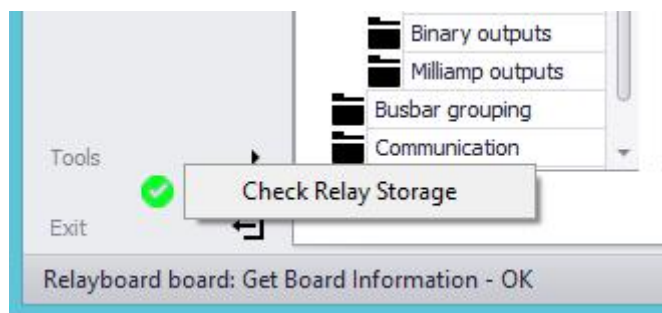 Binary outputs
Milliamp outputs
Busbar grouping
Communication
Tools
Check Relay Storage
Exit
Relayboard board: Get Board Information - OK